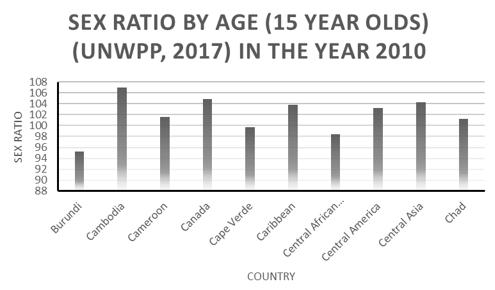 SEX RATIO BY AGE (15 YEAR OLDS)
(UNWPP, 2017) IN THE YEAR 2010
108
106
104
102
100
98
96
94
92
90
88
SEX RATIO
Burundi
Cambodia
Cameroon
Canada
Cape Verde
Caribbean
Central African...
Central America
Central Asia
Chad
COUNTRY